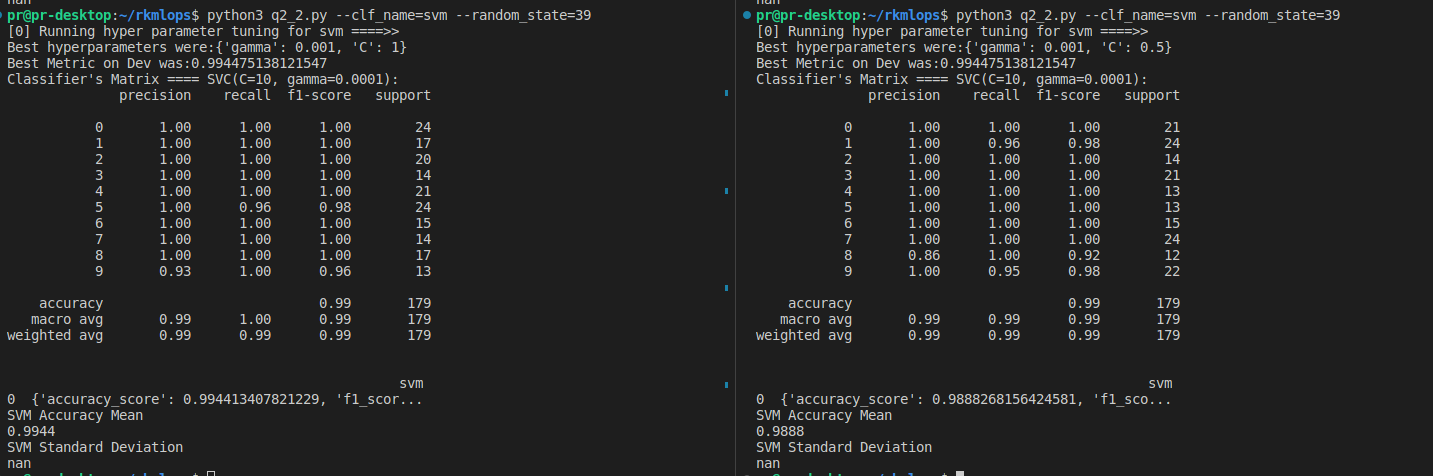 nan
pr@pr-desktop:~/rkmlops$ python3 q2_2.py --clf_name=svm --random_state=39
[0] Running hyper parameter tuning for svm ====>>
Best hyperparameters were:{'gamma': 0.001, 'C': 1}
Best Metric on Dev was:0.994475138121547
Classifier's Matrix ==== SVC(C=10, gamma=0.0001):
precision recall f1-score support
0 1.00 1.00 1.00 24
1 1.00 1.00 1.00 17
2 1.00 1.00 1.00 20
3 1.00 1.00 1.00 14
4 1.00 1.00 1.00 21
5 1.00 0.96 0.98 24
6 1.00 1.00 1.00 15
7 1.00 1.00 1.00 14
8 1.00 1.00 1.00 17
9 0.93 1.00 0.96 13
accuracy 0.99 179
macro avg 0.99 1.00 0.99 179
weighted avg 0.99 0.99 0.99 179
svm
0 {'accuracy_score': 0.994413407821229, 'f1_scor...
SVM Accuracy Mean
0.9944
SVM Standard Deviation
nan
nan
pr@pr-desktop:~/rkmlops$ python3 q2_2.py --clf_name=svm --random_state=39
[0] Running hyper parameter tuning for svm ====>>
Best hyperparameters were:{'gamma': 0.001, 'C': 0.5}
Best Metric on Dev was:0.994475138121547
Classifier's Matrix ==== SVC(C=10, gamma=0.0001):
precision recall f1-score support
0 1.00 1.00 1.00 21
1 1.00 0.96 0.98 24
2 1.00 1.00 1.00 14
3 1.00 1.00 1.00 21
4 1.00 1.00 1.00 13
5 1.00 1.00 1.00 13
6 1.00 1.00 1.00 15
7 1.00 1.00 1.00 24
8 0.86 1.00 0.92 12
9 1.00 0.95 0.98 22
accuracy 0.99 179
macro avg 0.99 0.99 0.99 179
weighted avg 0.99 0.99 0.99 179
svm
0 {'accuracy_score': 0.9888268156424581, 'f1_sco...
SVM Accuracy Mean
0.9888
SVM Standard Deviation
nan